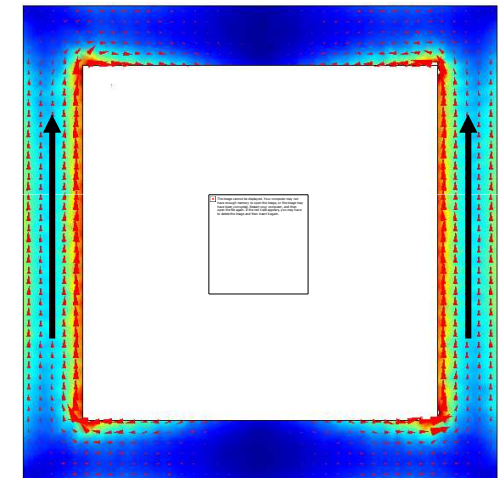 The image cannot be displayed. Your computer may not
have enough memory to open the image, or the image may
have been corrupted. Restart your computer, and then
open the file again. If the red x still appears, you may have
to delete the image and then insert it again.